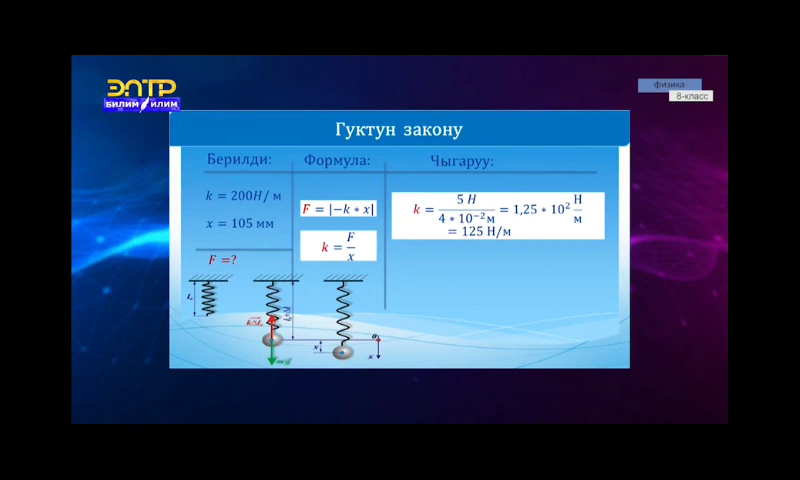 ЭЛТР
БИЛИМ ИЛИМ
физика
8-класс
Гуктун закону
Берилди:
Формула:
Чыгаруу:
k = 200Н/ м
x = 105 мм
F =?
F = |−k ∗ x|
k = F/x
k = 5 Н / 4 ∗ 10⁻² м = 1,25 ∗ 10² Н/м
= 125 Н/м
x
x